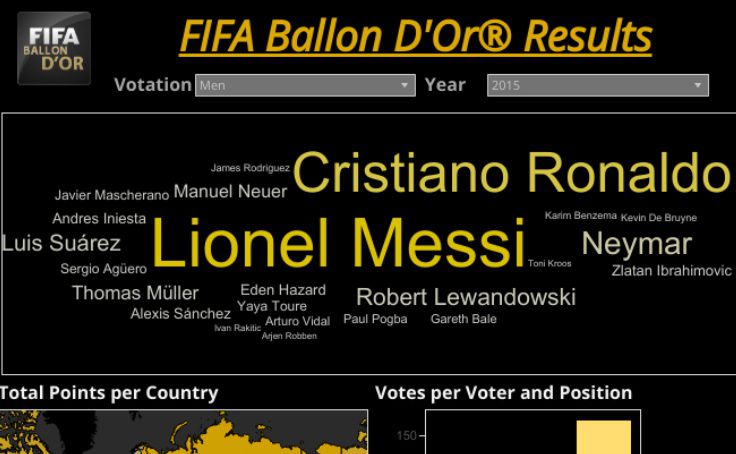 FIFA
BALLON
D'OR
FIFA Ballon D'Or® Results
Votation Men Year 2015
James Rodriguez Cristiano Ronaldo
Javier Mascherano Manuel Neuer
Andres Iniesta Karim Benzema Kevin De Bruyne
Luis Suárez Lionel Messi Neymar
Sergio Agüero Toni Kroos Zlatan Ibrahimovic
Thomas Müller Eden Hazard Robert Lewandowski
Yaya Toure
Alexis Sánchez Arturo Vidal Paul Pogba Gareth Bale
Ivan Rakitic
Arjen Robben
Total Points per Country Votes per Voter and Position
150